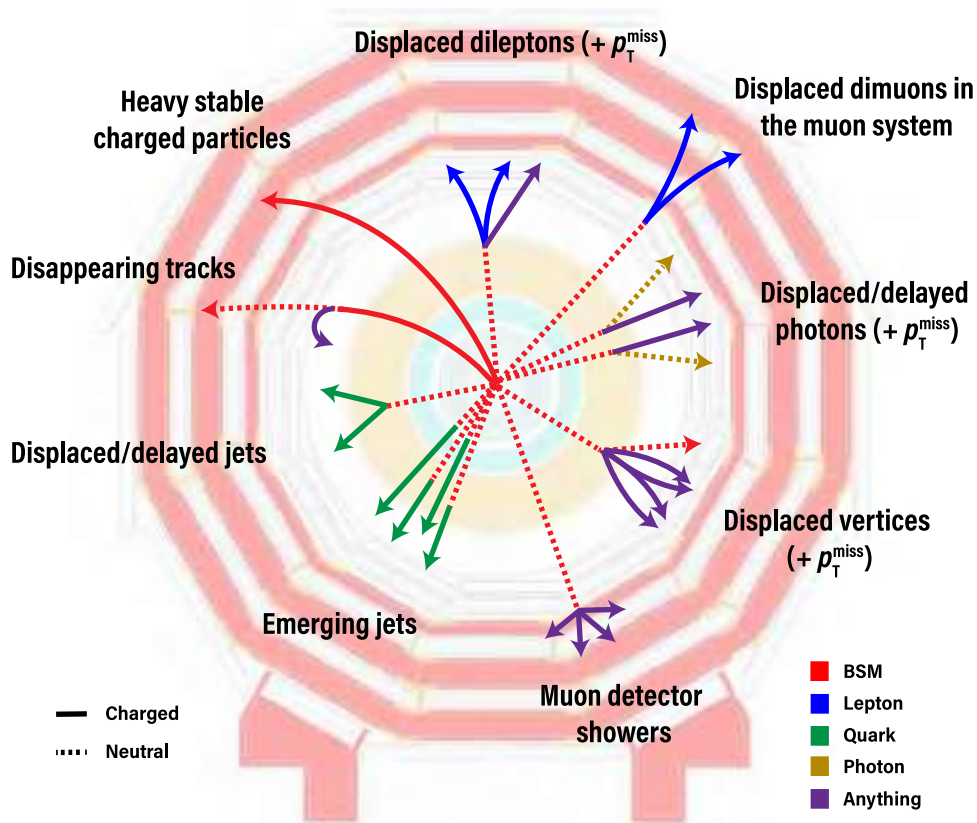 Displaced dileptons (+ p_T^miss)
Displaced dimuons in
the muon system
Heavy stable
charged particles
Disappearing tracks
Displaced/delayed
photons (+ p_T^miss)
Displaced/delayed jets
Displaced vertices
(+ p_T^miss)
Emerging jets
Muon detector
showers
Charged
Neutral
BSM
Lepton
Quark
Photon
Anything